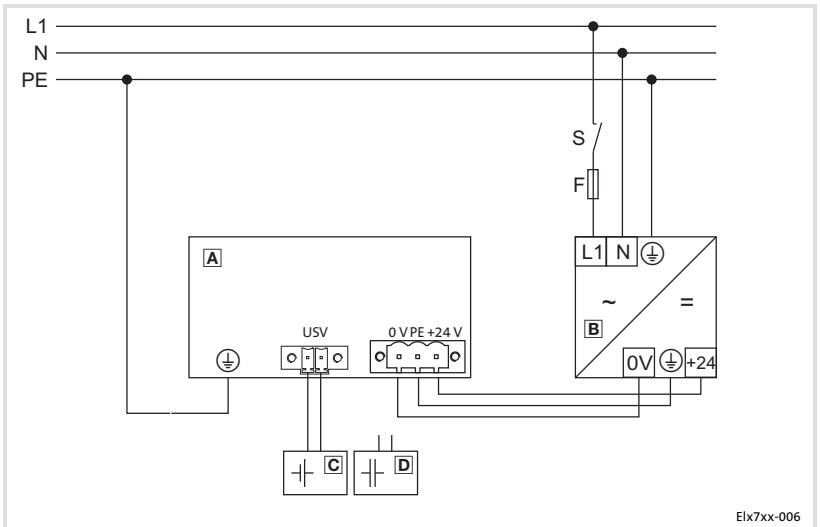 L1
N
PE
S
F
A
L1 N
~ =
B
USV
0 V PE +24 V
0V +24
C
D
Elx7xx-006